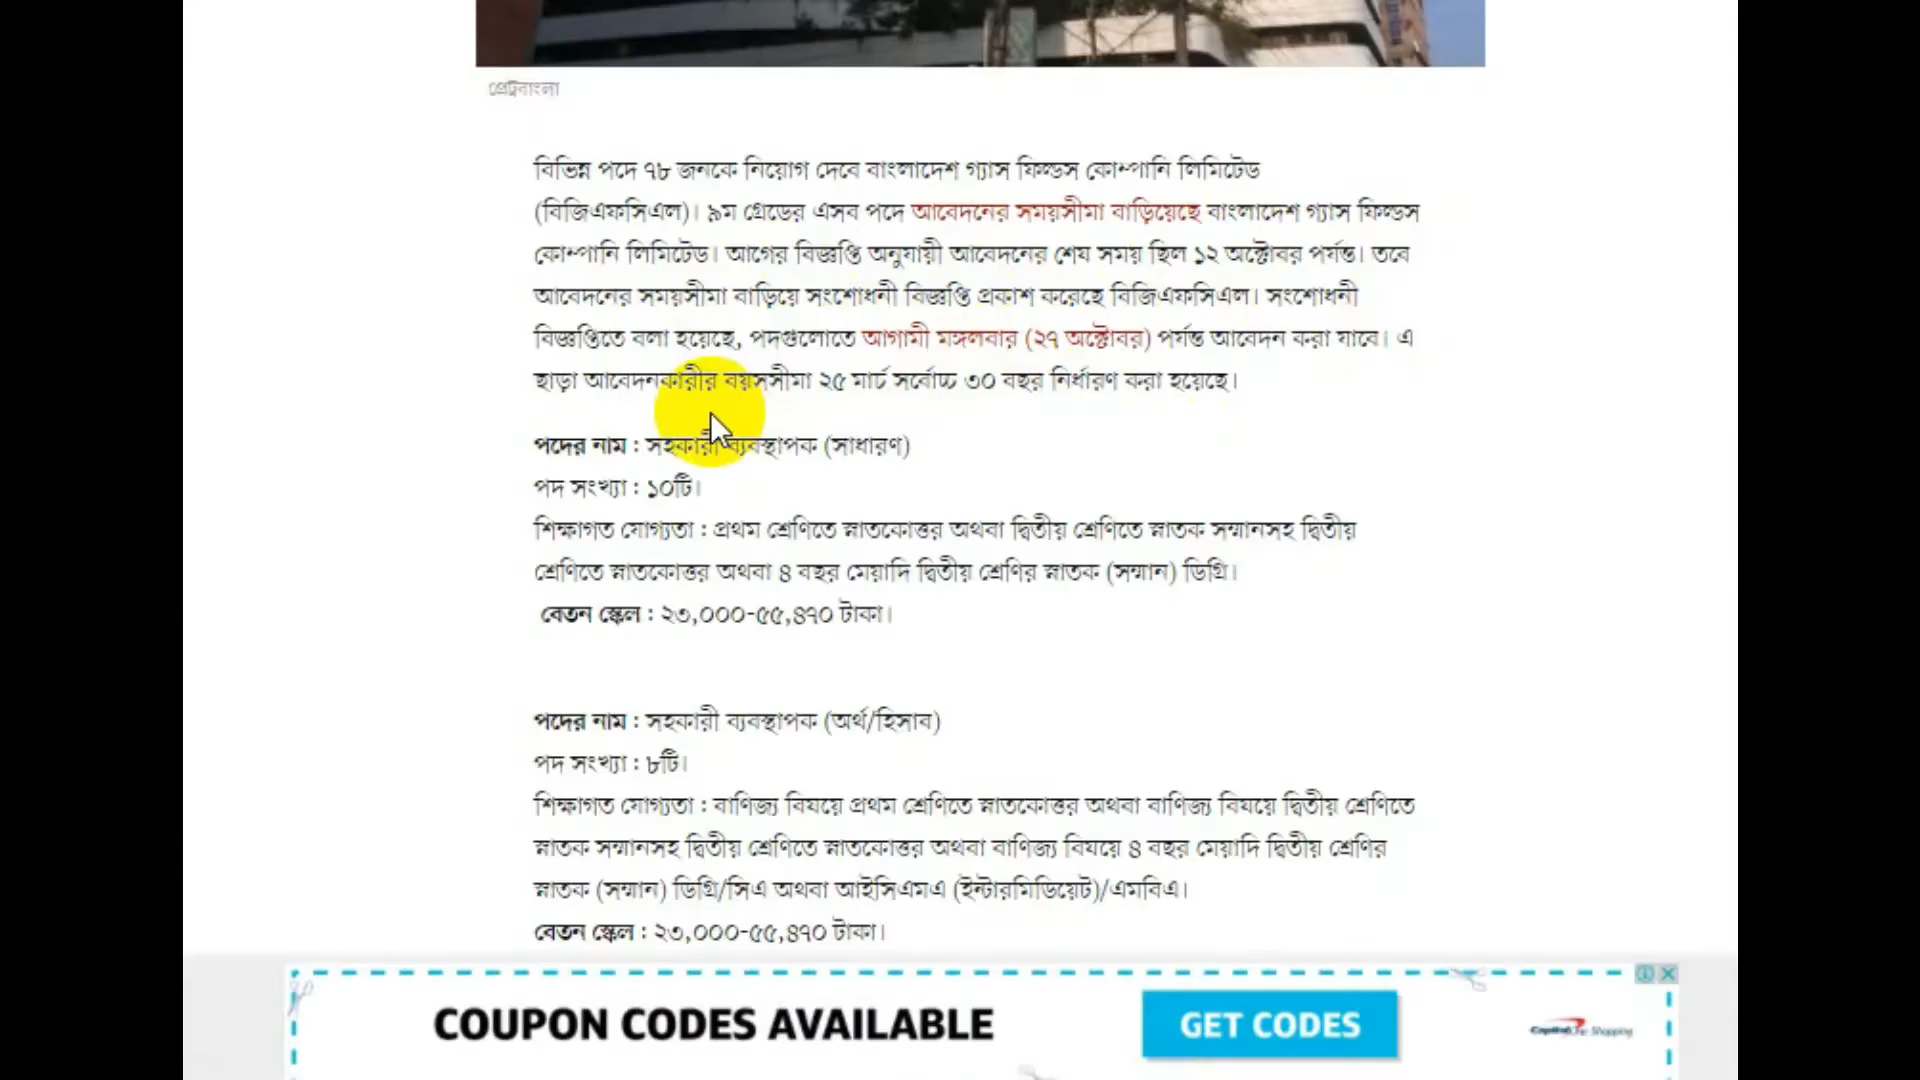 পেট্রবাংলা
বিভিন্ন পদে ৭৮ জনকে নিয়োগ দেবে বাংলাদেশ গ্যাস ফিল্ডস কোম্পানি লিমিটেড
(বিজিএফসিএল)। ৯ম গ্রেডের এসব পদে আবেদনের সময়সীমা বাড়িয়েছে বাংলাদেশ গ্যাস ফিল্ডস
কোম্পানি লিমিটেড। আগের বিজ্ঞপ্তি অনুযায়ী আবেদনের শেষ সময় ছিল ১২ অক্টোবর পর্যন্ত। তবে
আবেদনের সময়সীমা বাড়িয়ে সংশোধনী বিজ্ঞপ্তি প্রকাশ করেছে বিজিএফসিএল। সংশোধনী
বিজ্ঞপ্তিতে বলা হয়েছে, পদগুলোতে আগামী মঙ্গলবার (২৭ অক্টোবর) পর্যন্ত আবেদন করা যাবে। এ
ছাড়া আবেদনকারীর বয়সসীমা ২৫ মার্চ সর্বোচ্চ ৩০ বছর নির্ধারণ করা হয়েছে।
পদের নাম : সহকারী ব্যবস্থাপক (সাধারণ)
পদ সংখ্যা : ১০টি।
শিক্ষাগত যোগ্যতা : প্রথম শ্রেণিতে স্নাতকোত্তর অথবা দ্বিতীয় শ্রেণিতে স্নাতক সম্মানসহ দ্বিতীয়
শ্রেণিতে স্নাতকোত্তর অথবা ৪ বছর মেয়াদি দ্বিতীয় শ্রেণির স্নাতক (সম্মান) ডিগ্রি।
বেতন স্কেল : ২৩,০০০-৫৫,৪৭০ টাকা।
পদের নাম : সহকারী ব্যবস্থাপক (অর্থ/হিসাব)
পদ সংখ্যা : ৮টি।
শিক্ষাগত যোগ্যতা : বাণিজ্য বিষয়ে প্রথম শ্রেণিতে স্নাতকোত্তর অথবা বাণিজ্য বিষয়ে দ্বিতীয় শ্রেণিতে
স্নাতক সম্মানসহ দ্বিতীয় শ্রেণিতে স্নাতকোত্তর অথবা বাণিজ্য বিষয়ে ৪ বছর মেয়াদি দ্বিতীয় শ্রেণির
স্নাতক (সম্মান) ডিগ্রি/সিএ অথবা আইসিএমএ (ইন্টারমিডিয়েট)/এমবিএ।
বেতন স্কেল : ২৩,০০০-৫৫,৪৭০ টাকা।
COUPON CODES AVAILABLE
GET CODES
Capital One Shopping